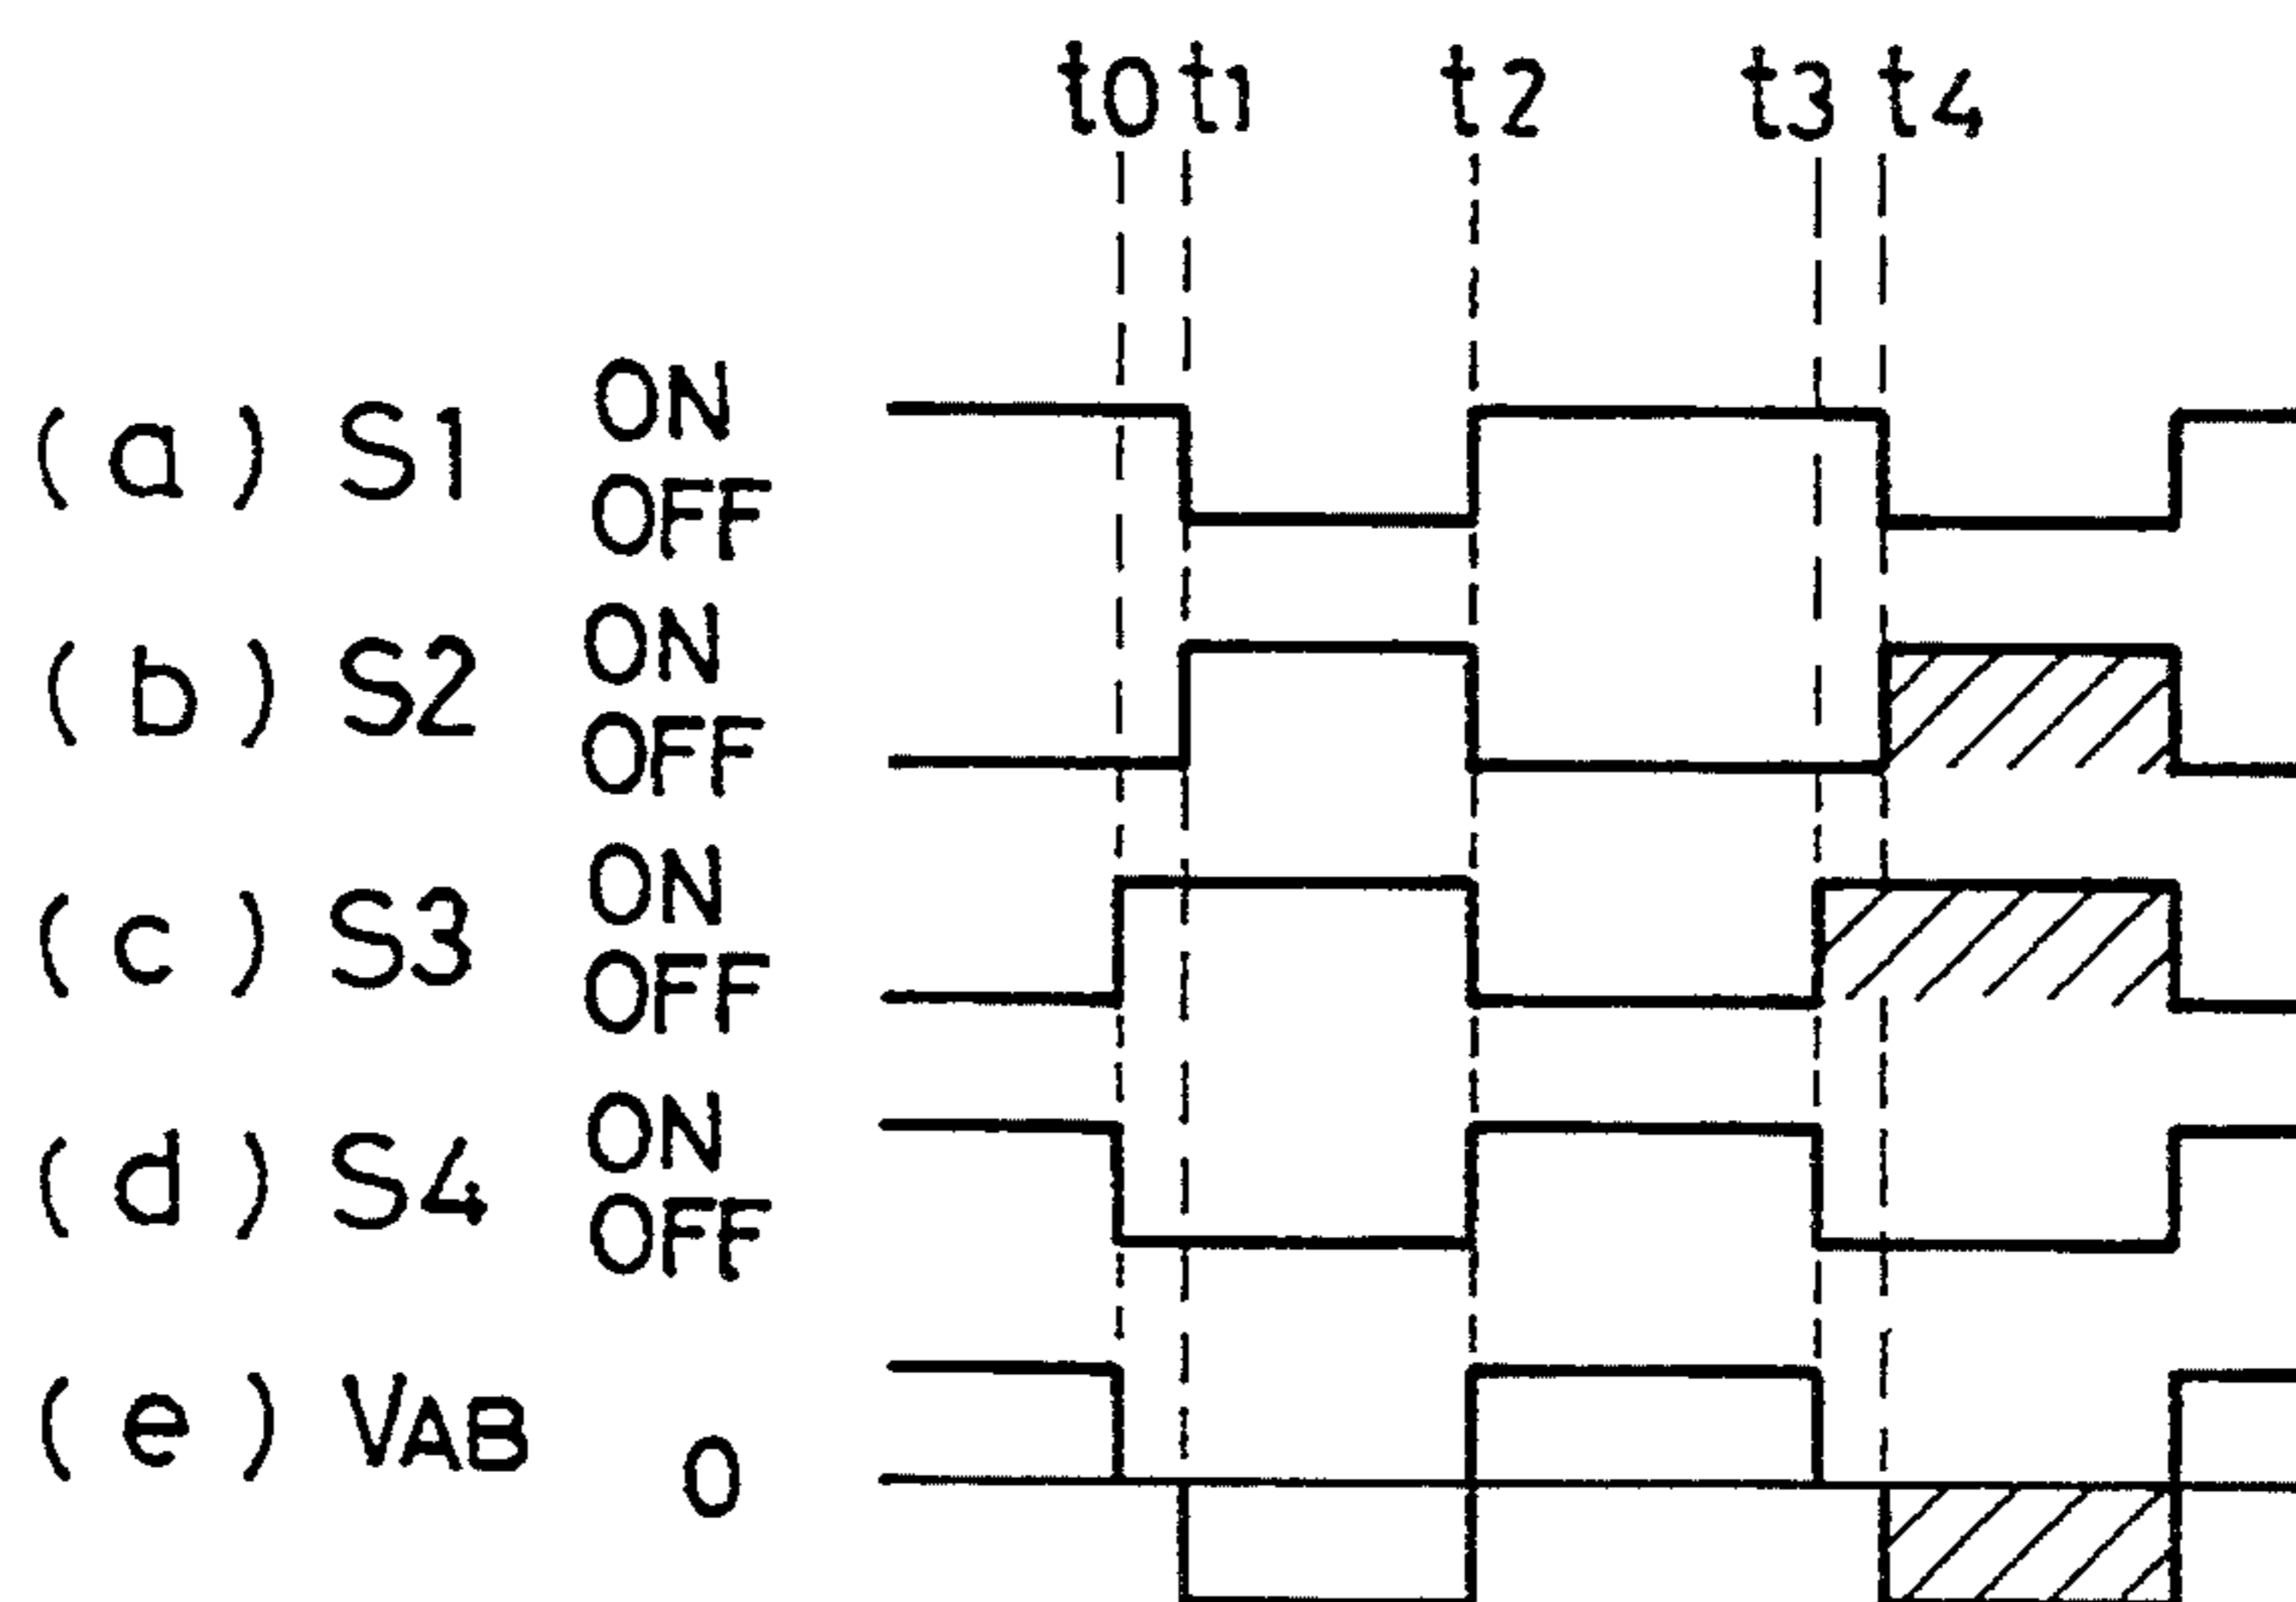 t0 t1 t2 t3 t4
(a) S1 ON
OFF
(b) S2 ON
OFF
(c) S3 ON
OFF
(d) S4 ON
OFF
(e) VAB 0